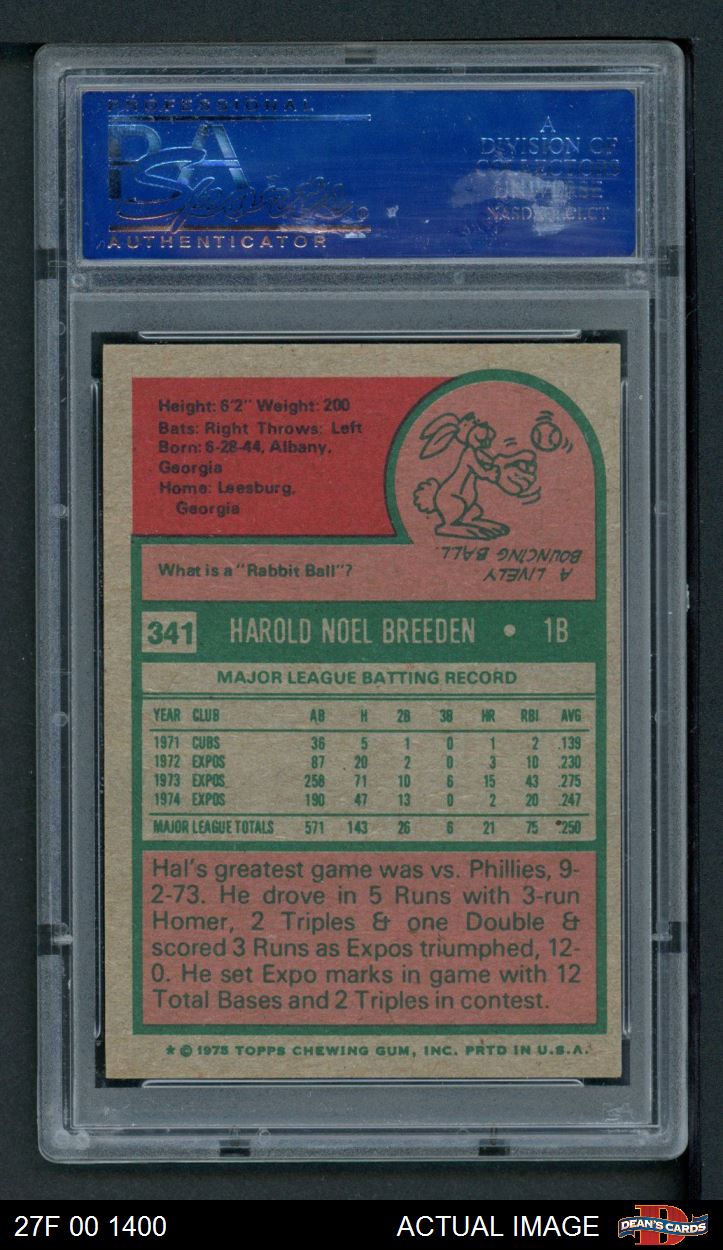 PROFESSIONAL
PSA
Sports
AUTHENTICATOR
A
DIVISION OF
COLLECTORS
UNIVERSE
NASDAQ: CLCT
Height: 6'2" Weight: 200
Bats: Right Throws: Left
Born: 6-28-44, Albany,
Georgia
Home: Leesburg,
Georgia
What is a "Rabbit Ball"?
A LIVELY
BOUNCING BALL.
341 HAROLD NOEL BREEDEN • 1B
MAJOR LEAGUE BATTING RECORD
YEAR CLUB AB H 2B 3B HR RBI AVG
1971 CUBS 36 5 1 0 1 2 .139
1972 EXPOS 87 20 2 0 3 10 .230
1973 EXPOS 258 71 10 6 15 43 .275
1974 EXPOS 190 47 13 0 2 20 .247
MAJOR LEAGUE TOTALS 571 143 26 6 21 75 .250
Hal's greatest game was vs. Phillies, 9-
2-73. He drove in 5 Runs with 3-run
Homer, 2 Triples & one Double &
scored 3 Runs as Expos triumphed, 12-
0. He set Expo marks in game with 12
Total Bases and 2 Triples in contest.
* © 1975 TOPPS CHEWING GUM, INC. PRTD IN U.S.A.
27F 00 1400 ACTUAL IMAGE DEAN'S CARDS